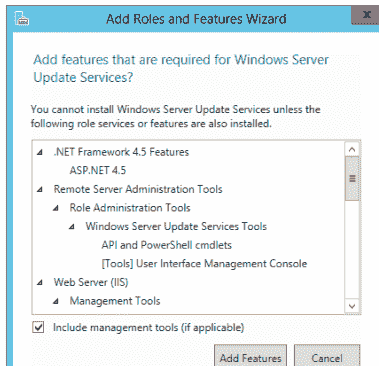 Add Roles and Features Wizard
x
Add features that are required for Windows Server
Update Services?
You cannot install Windows Server Update Services unless the
following role services or features are also installed.
.NET Framework 4.5 Features
ASP.NET 4.5
Remote Server Administration Tools
Role Administration Tools
Windows Server Update Services Tools
API and PowerShell cmdlets
[Tools] User Interface Management Console
Web Server (IIS)
Management Tools
Include management tools (if applicable)
Add Features
Cancel